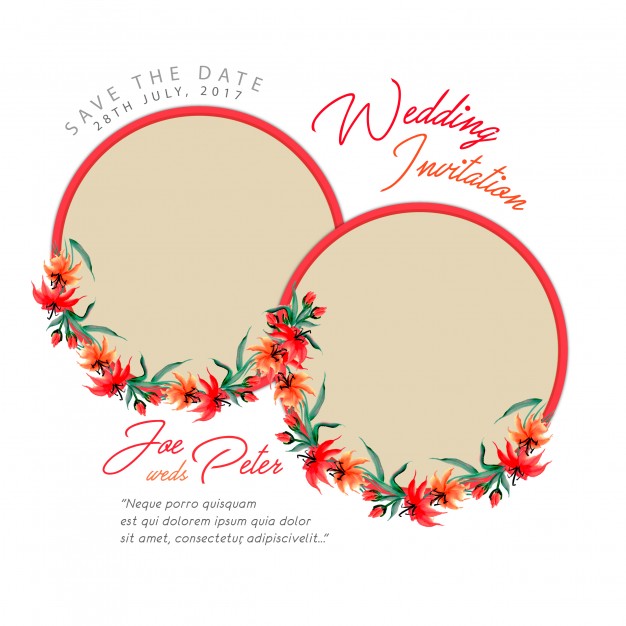 SAVE THE DATE
28TH JULY, 2017
Wedding
Invitation
Joe
weds Peter
"Neque porro quisquam
est qui dolorem ipsum quia dolor
sit amet, consectetur, adipiscivelit..."